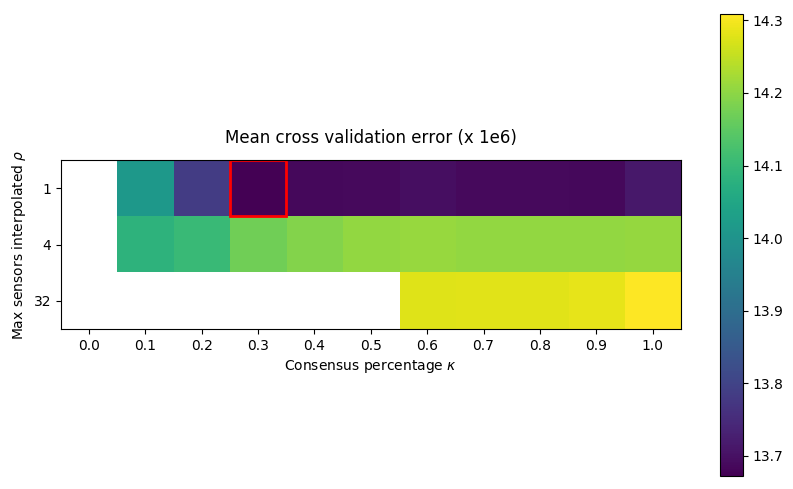 Mean cross validation error (x 1e6)
Max sensors interpolated ρ
1
4
32
0.0 0.1 0.2 0.3 0.4 0.5 0.6 0.7 0.8 0.9 1.0
Consensus percentage κ
14.3
14.2
14.1
14.0
13.9
13.8
13.7